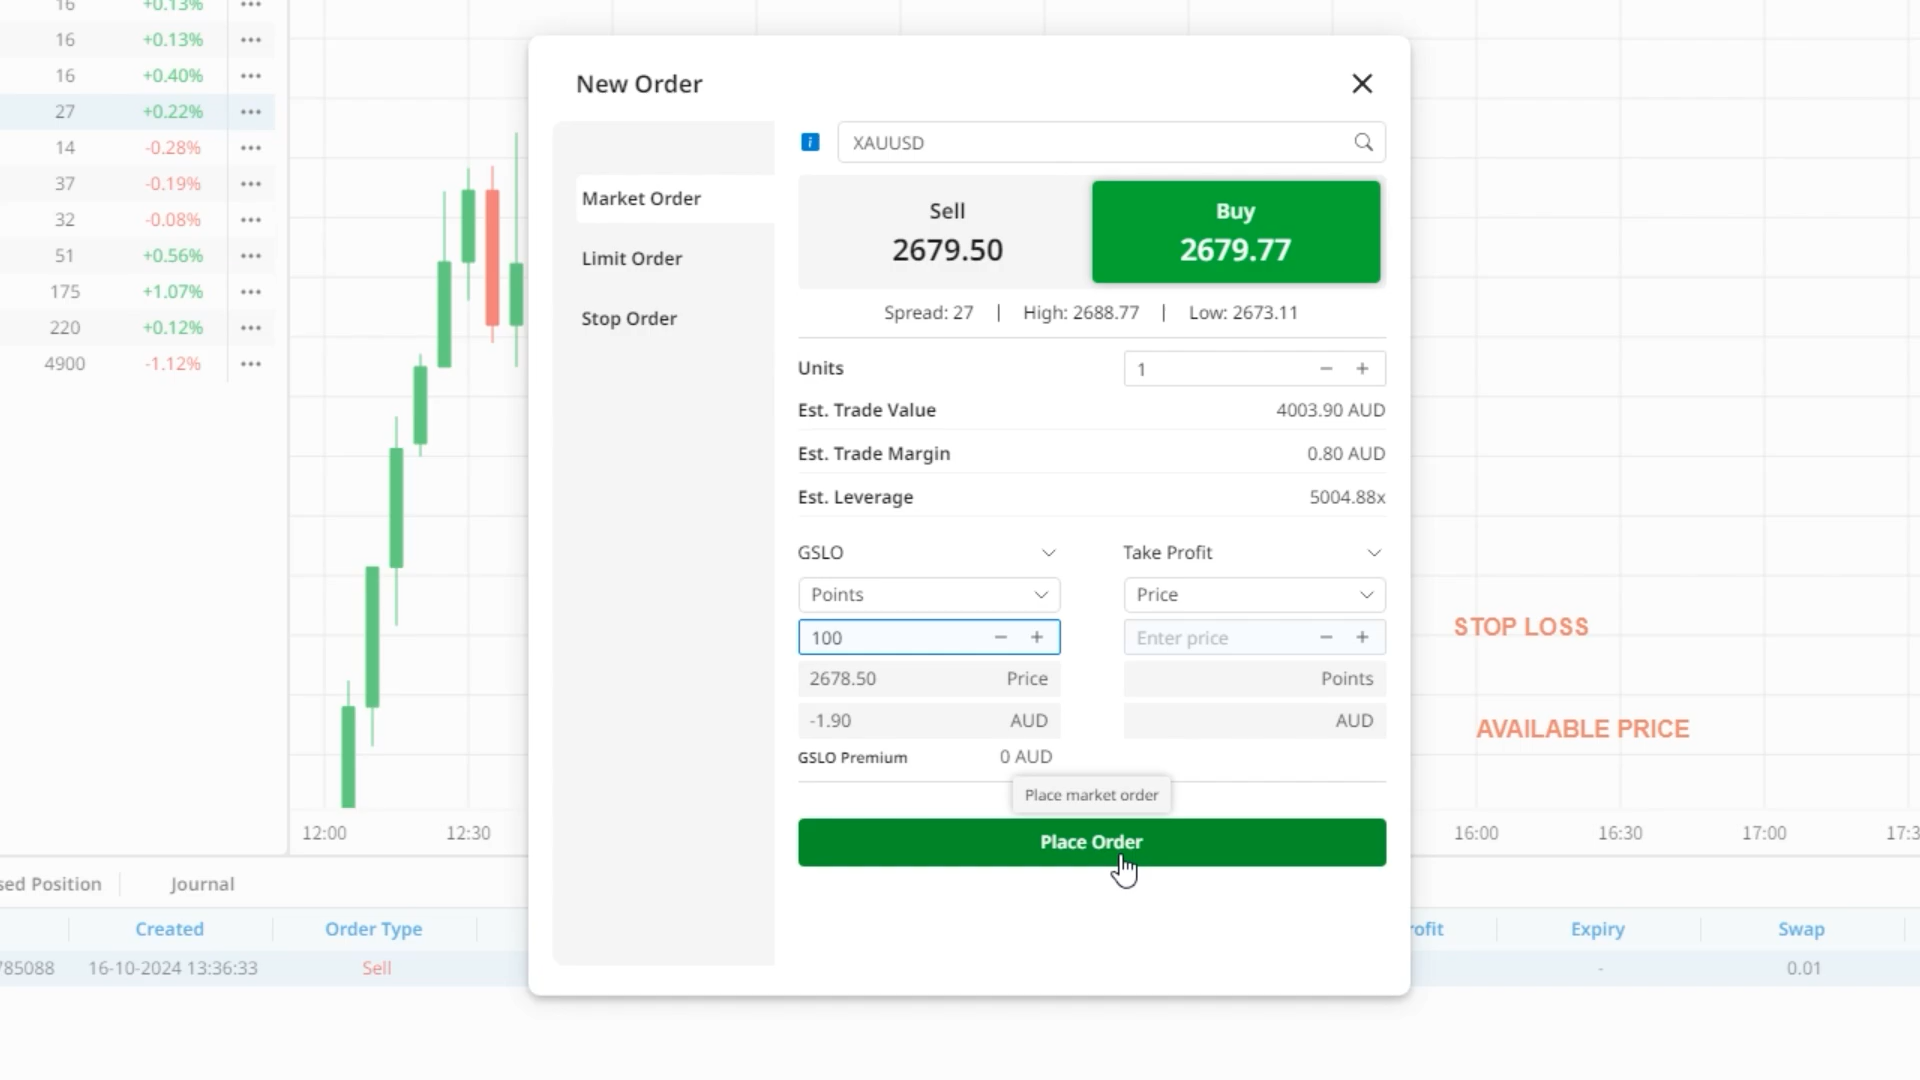 16 +0.13% •••
16 +0.13% •••
16 +0.40% •••
27 +0.22% •••
14 -0.28% •••
37 -0.19% •••
32 -0.08% •••
51 +0.56% •••
175 +1.07% •••
220 +0.12% •••
4900 -1.12% •••
New Order
XAUUSD
Market Order
Limit Order
Stop Order
Sell
2679.50
Buy
2679.77
Spread: 27 | High: 2688.77 | Low: 2673.11
Units 1
Est. Trade Value 4003.90 AUD
Est. Trade Margin 0.80 AUD
Est. Leverage 5004.88x
GSLO Take Profit
Points Price
100 Enter price
2678.50 Price Points
-1.90 AUD AUD
GSLO Premium 0 AUD
Place market order
Place Order
STOP LOSS
AVAILABLE PRICE
12:00 12:30 16:00 16:30 17:00 17:3
sed Position Journal
Created Order Type rofit Expiry Swap
785088 16-10-2024 13:36:33 Sell - 0.01